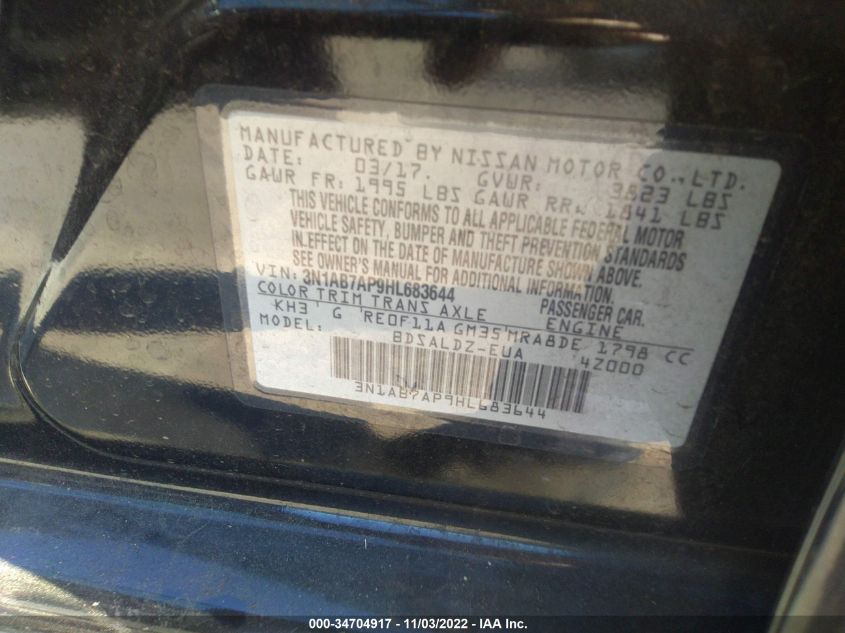 MANUFACTURED BY NISSAN MOTOR CO., LTD.
DATE: 03/17. GVWR: 3623 LBS
GAWR FR: 1995 LBS GAWR RR: 1641 LBS
THIS VEHICLE CONFORMS TO ALL APPLICABLE FEDERAL MOTOR
VEHICLE SAFETY, BUMPER AND THEFT PREVENTION STANDARDS
IN EFFECT ON THE DATE OF MANUFACTURE SHOWN ABOVE.
SEE OWNER'S MANUAL FOR ADDITIONAL INFORMATION.
VIN: 3N1AB7AP9HL683644 PASSENGER CAR.
COLOR TRIM TRANS AXLE ENGINE
KH3 G RE0F11A GM35 MRA8DE 1798 CC
MODEL: BDSALDZ-EUA 4Z000
3N1AB7AP9HL683644
000-34704917 - 11/03/2022 - IAA Inc.